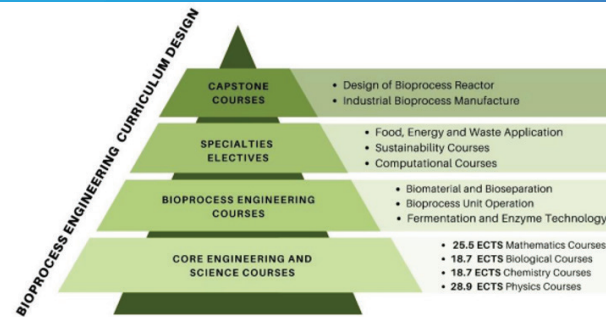 BIOPROCESS ENGINEERING CURRICULUM DESIGN
CAPSTONE
COURSES
• Design of Bioprocess Reactor
• Industrial Bioprocess Manufacture
SPECIALTIES
ELECTIVES
• Food, Energy and Waste Application
• Sustainability Courses
• Computational Courses
BIOPROCESS ENGINEERING
COURSES
• Biomaterial and Bioseparation
• Bioprocess Unit Operation
• Fermentation and Enzyme Technology
CORE ENGINEERING AND
SCIENCE COURSES
• 25.5 ECTS Mathematics Courses
• 18.7 ECTS Biological Courses
• 18.7 ECTS Chemistry Courses
• 28.9 ECTS Physics Courses